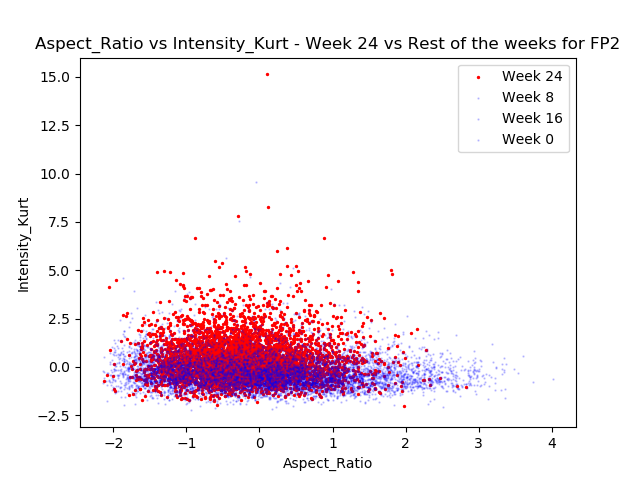 Aspect_Ratio vs Intensity_Kurt - Week 24 vs Rest of the weeks for FP2
Week 24
Week 8
Week 16
Week 0
Intensity_Kurt
15.0
12.5
10.0
7.5
5.0
2.5
0.0
−2.5
−2 −1 0 1 2 3 4
Aspect_Ratio